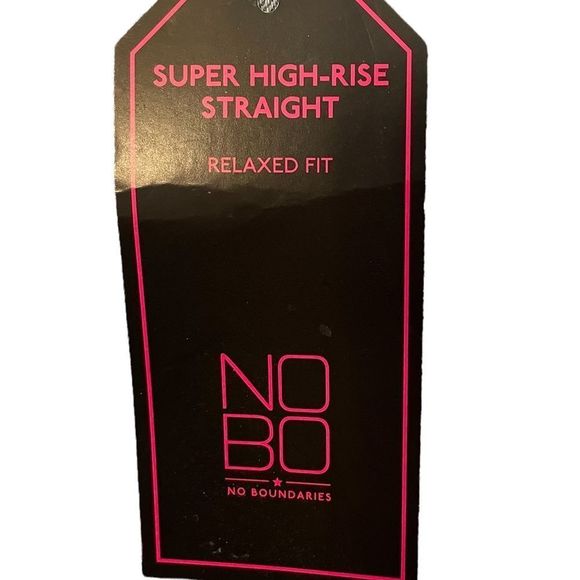 SUPER HIGH-RISE
STRAIGHT
RELAXED FIT
NO
BO
NO BOUNDARIES